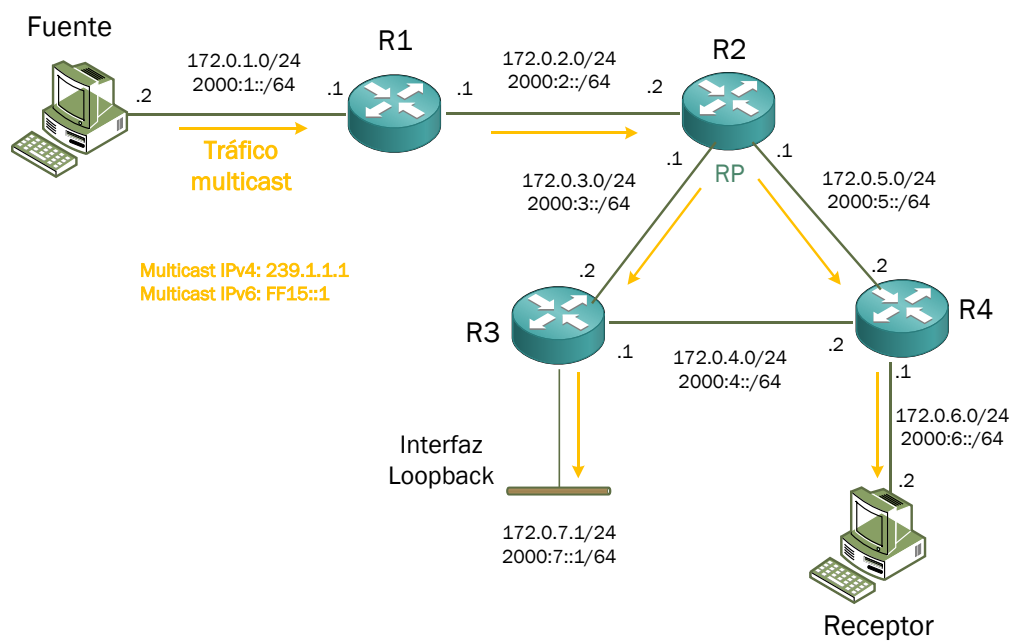 Fuente
R1
R2
172.0.1.0/24
2000:1::/64
172.0.2.0/24
2000:2::/64
.2
.1
.1
.2
Tráfico
multicast
.1
RP
.1
172.0.3.0/24
2000:3::/64
172.0.5.0/24
2000:5::/64
Multicast IPv4: 239.1.1.1
Multicast IPv6: FF15::1
.2
.2
R3
R4
.1
172.0.4.0/24
2000:4::/64
.2
.1
172.0.6.0/24
2000:6::/64
Interfaz
Loopback
.2
172.0.7.1/24
2000:7::1/64
Receptor